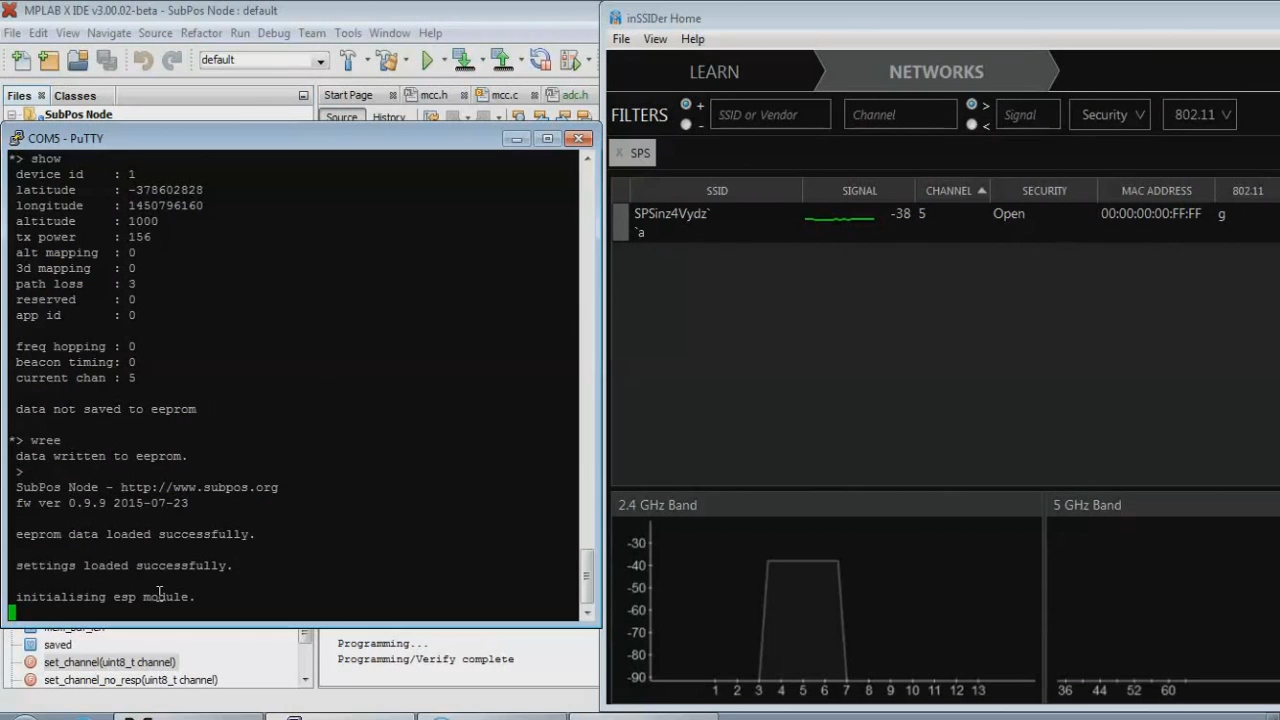 MPLAB X IDE v3.00.02-beta - SubPos Node : default
File Edit View Navigate Source Refactor Run Debug Team Tools Window Help
default
Files Classes Start Page mcc.h mcc.c adc.h
SubPos Node Source History
COM5 - PuTTY
*> show
device id : 1
latitude : -378602828
longitude : 1450796160
altitude : 1000
tx power : 156
alt mapping : 0
3d mapping : 0
path loss : 3
reserved : 0
app id : 0
freq hopping : 0
beacon timing: 0
current chan : 5
data not saved to eeprom
*> wree
data written to eeprom.
>
SubPos Node - http://www.subpos.org
fw ver 0.9.9 2015-07-23
eeprom data loaded successfully.
settings loaded successfully.
initialising esp module.
saved
set_channel(uint8_t channel)
set_channel_no_resp(uint8_t channel)
Programming...
Programming/Verify complete
inSSIDer Home
File View Help
LEARN NETWORKS
FILTERS + - SSID or Vendor Channel > < Signal Security 802.11
x SPS
SSID SIGNAL CHANNEL SECURITY MAC ADDRESS 802.11
SPSinz4Vydz` -38 5 Open 00:00:00:00:FF:FF g
`a
2.4 GHz Band 5 GHz Band
-30
-40
-50
-60
-70
-80
-90
1 2 3 4 5 6 7 8 9 10 11 12 13 36 44 52 60